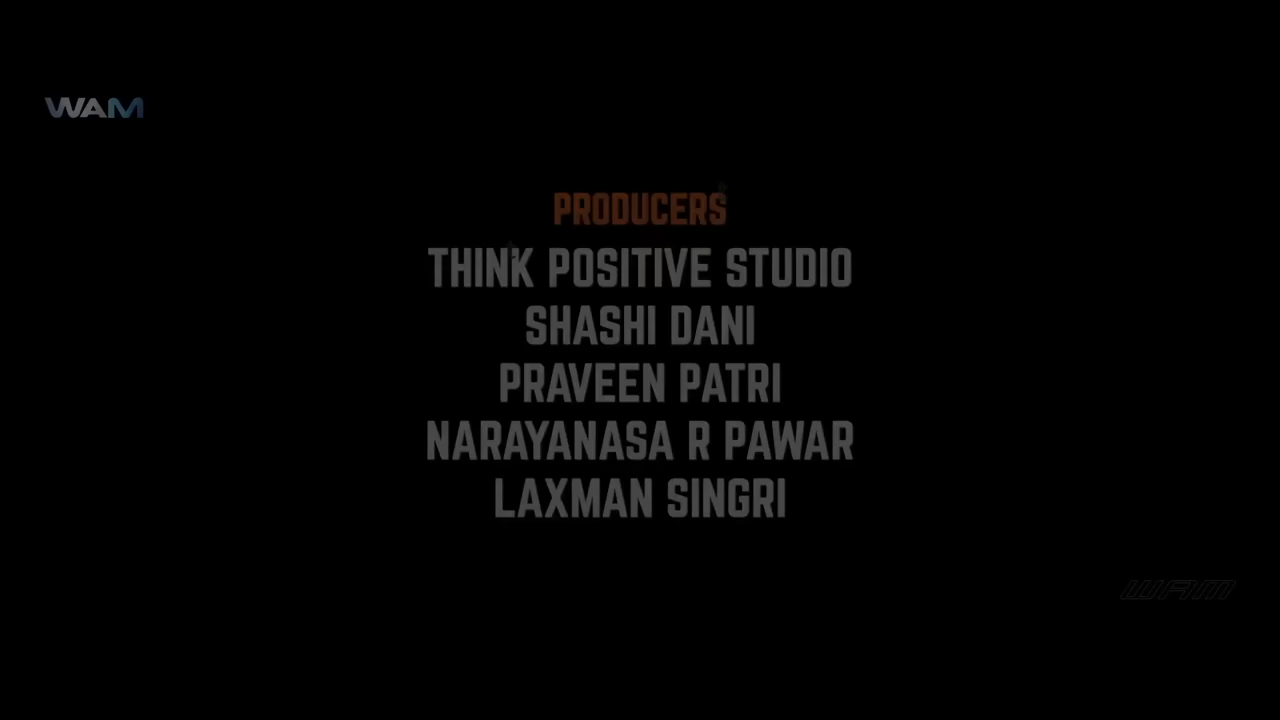 WAM
PRODUCERS
THINK POSITIVE STUDIO
SHASHI DANI
PRAVEEN PATRI
NARAYANASA R PAWAR
LAXMAN SINGRI
WAM